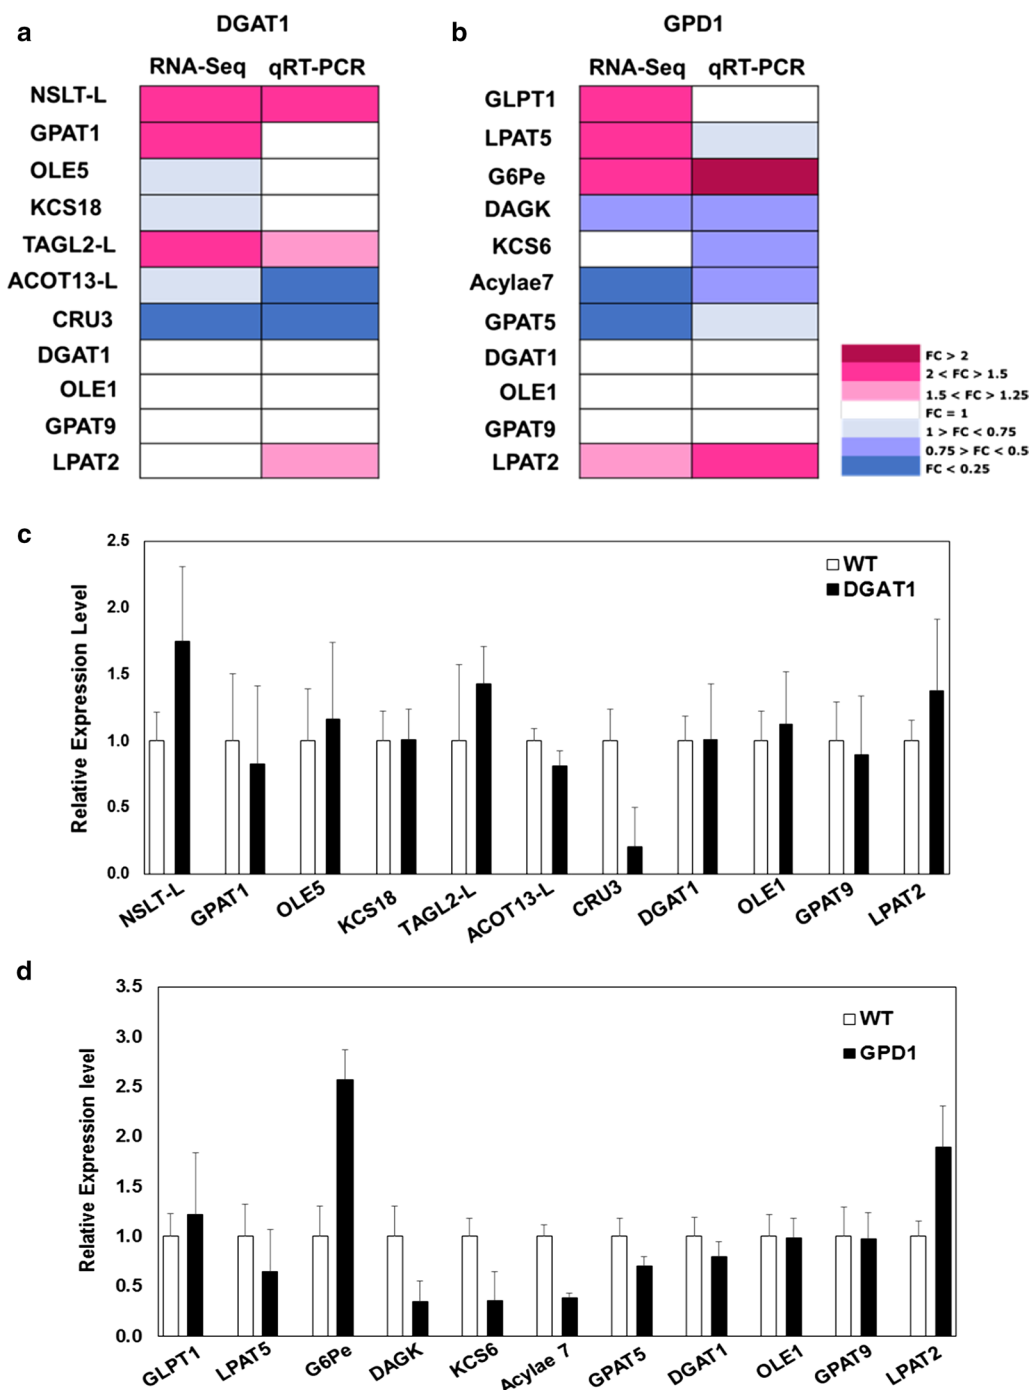 a
DGAT1
RNA-Seq qRT-PCR
NSLT-L
GPAT1
OLE5
KCS18
TAGL2-L
ACOT13-L
CRU3
DGAT1
OLE1
GPAT9
LPAT2
b
GPD1
RNA-Seq qRT-PCR
GLPT1
LPAT5
G6Pe
DAGK
KCS6
Acylae7
GPAT5
DGAT1
OLE1
GPAT9
LPAT2
FC > 2
2 < FC > 1.5
1.5 < FC > 1.25
FC = 1
1 > FC < 0.75
0.75 > FC < 0.5
FC < 0.25
c
Relative Expression Level
2.5
2.0
1.5
1.0
0.5
0.0
WT
DGAT1
NSLT-L GPAT1 OLE5 KCS18 TAGL2-L ACOT13-L CRU3 DGAT1 OLE1 GPAT9 LPAT2
d
Relative Expression level
3.5
3.0
2.5
2.0
1.5
1.0
0.5
0.0
WT
GPD1
GLPT1 LPAT5 G6Pe DAGK KCS6 Acylae 7 GPAT5 DGAT1 OLE1 GPAT9 LPAT2